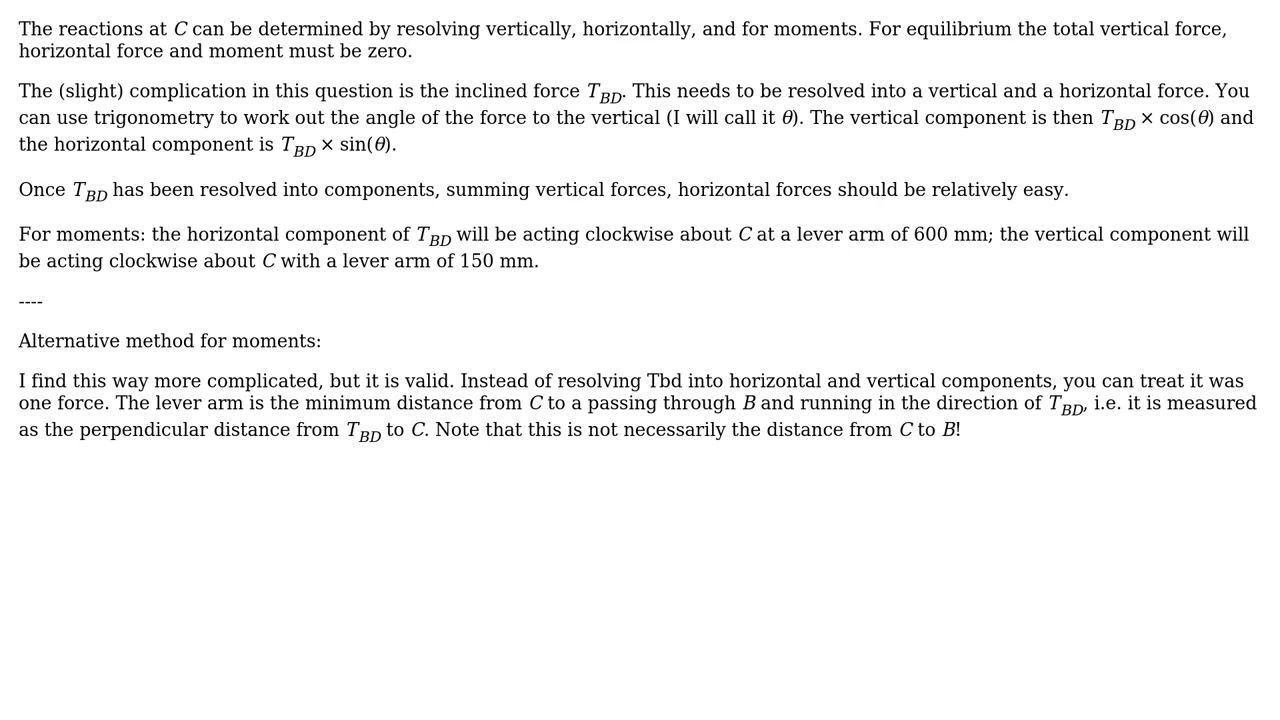 The reactions at C can be determined by resolving vertically, horizontally, and for moments. For equilibrium the total vertical force,
horizontal force and moment must be zero.
The (slight) complication in this question is the inclined force T_BD. This needs to be resolved into a vertical and a horizontal force. You
can use trigonometry to work out the angle of the force to the vertical (I will call it θ). The vertical component is then T_BD × cos(θ) and
the horizontal component is T_BD × sin(θ).
Once T_BD has been resolved into components, summing vertical forces, horizontal forces should be relatively easy.
For moments: the horizontal component of T_BD will be acting clockwise about C at a lever arm of 600 mm; the vertical component will
be acting clockwise about C with a lever arm of 150 mm.
----
Alternative method for moments:
I find this way more complicated, but it is valid. Instead of resolving Tbd into horizontal and vertical components, you can treat it was
one force. The lever arm is the minimum distance from C to a passing through B and running in the direction of T_BD, i.e. it is measured
as the perpendicular distance from T_BD to C. Note that this is not necessarily the distance from C to B!